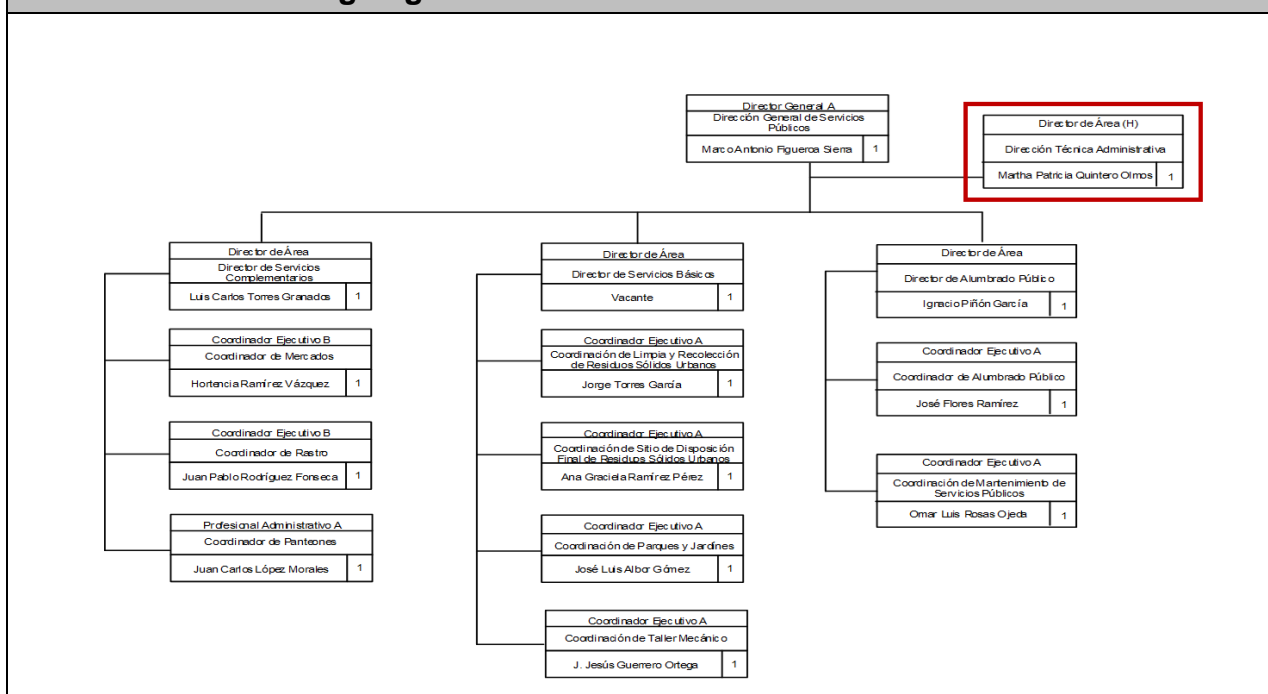 Director General A
Dirección General de Servicios
Públicos
Marco Antonio Figueroa Sierra 1
Director de Área (H)
Dirección Técnica Administrativa
Martha Patricia Quintero Olmos 1
Director de Área
Director de Servicios
Complementarios
Luis Carlos Torres Granados 1
Coordinador Ejecutivo B
Coordinador de Mercados
Hortencia Ramírez Vázquez 1
Coordinador Ejecutivo B
Coordinador de Rastro
Juan Pablo Rodríguez Fonseca 1
Profesional Administrativo A
Coordinador de Panteones
Juan Carlos López Morales 1
Director de Área
Director de Servicios Básicos
Vacante 1
Coordinador Ejecutivo A
Coordinación de Limpia y Recolección
de Residuos Sólidos Urbanos
Jorge Torres García 1
Coordinador Ejecutivo A
Coordinación de Sitio de Disposición
Final de Residuos Sólidos Urbanos
Ana Graciela Ramírez Pérez 1
Coordinador Ejecutivo A
Coordinación de Parques y Jardínes
José Luis Albor Gómez 1
Coordinador Ejecutivo A
Coordinación de Taller Mecánico
J. Jesús Guerrero Ortega 1
Director de Área
Director de Alumbrado Público
Ignacio Piñón García 1
Coordinador Ejecutivo A
Coordinador de Alumbrado Público
José Flores Ramírez 1
Coordinador Ejecutivo A
Coordinación de Mantenimiento de
Servicios Públicos
Omar Luis Rosas Ojeda 1